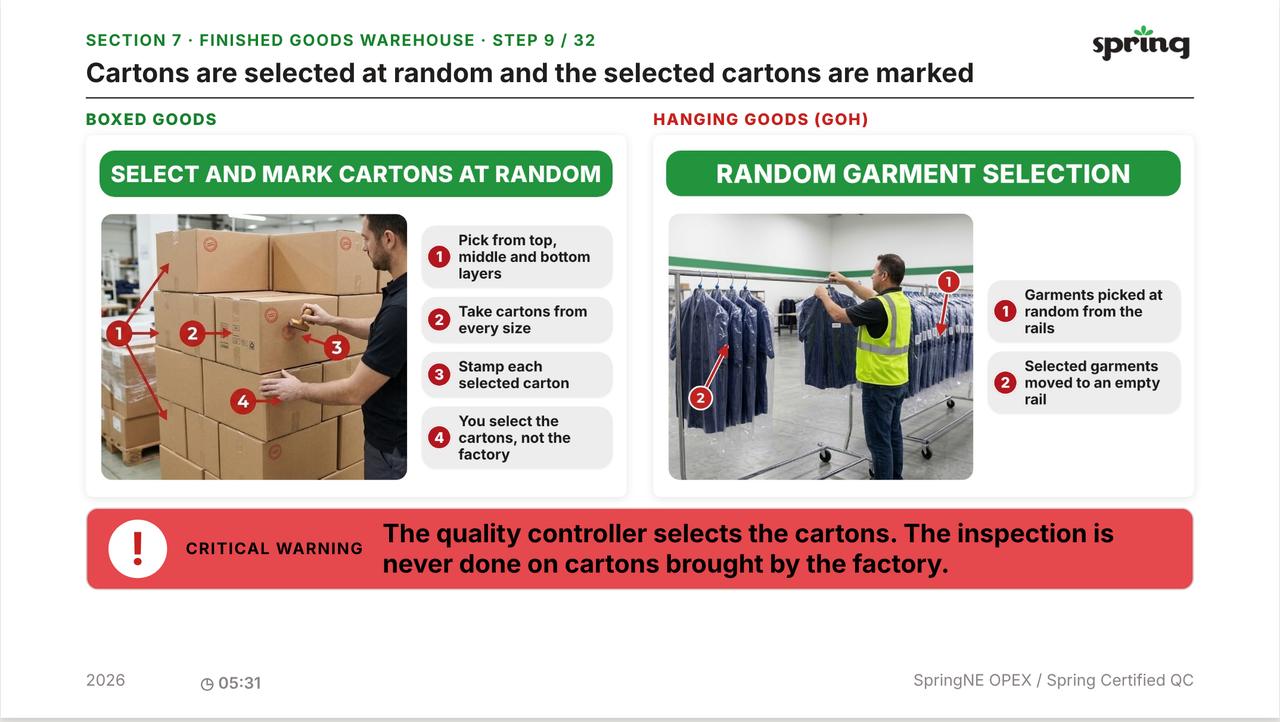 SECTION 7 · FINISHED GOODS WAREHOUSE · STEP 9 / 32
spring
Cartons are selected at random and the selected cartons are marked
BOXED GOODS
SELECT AND MARK CARTONS AT RANDOM
1
2
3
4
1 Pick from top,
middle and bottom
layers
2 Take cartons from
every size
3 Stamp each
selected carton
4 You select the
cartons, not the
factory
HANGING GOODS (GOH)
RANDOM GARMENT SELECTION
1
2
1 Garments picked at
random from the
rails
2 Selected garments
moved to an empty
rail
! CRITICAL WARNING
The quality controller selects the cartons. The inspection is
never done on cartons brought by the factory.
2026
05:31
SpringNE OPEX / Spring Certified QC